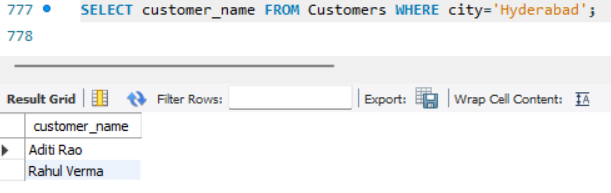 777 SELECT customer_name FROM Customers WHERE city='Hyderabad';
778
Result Grid Filter Rows: Export: Wrap Cell Content: IA
customer_name
Aditi Rao
Rahul Verma